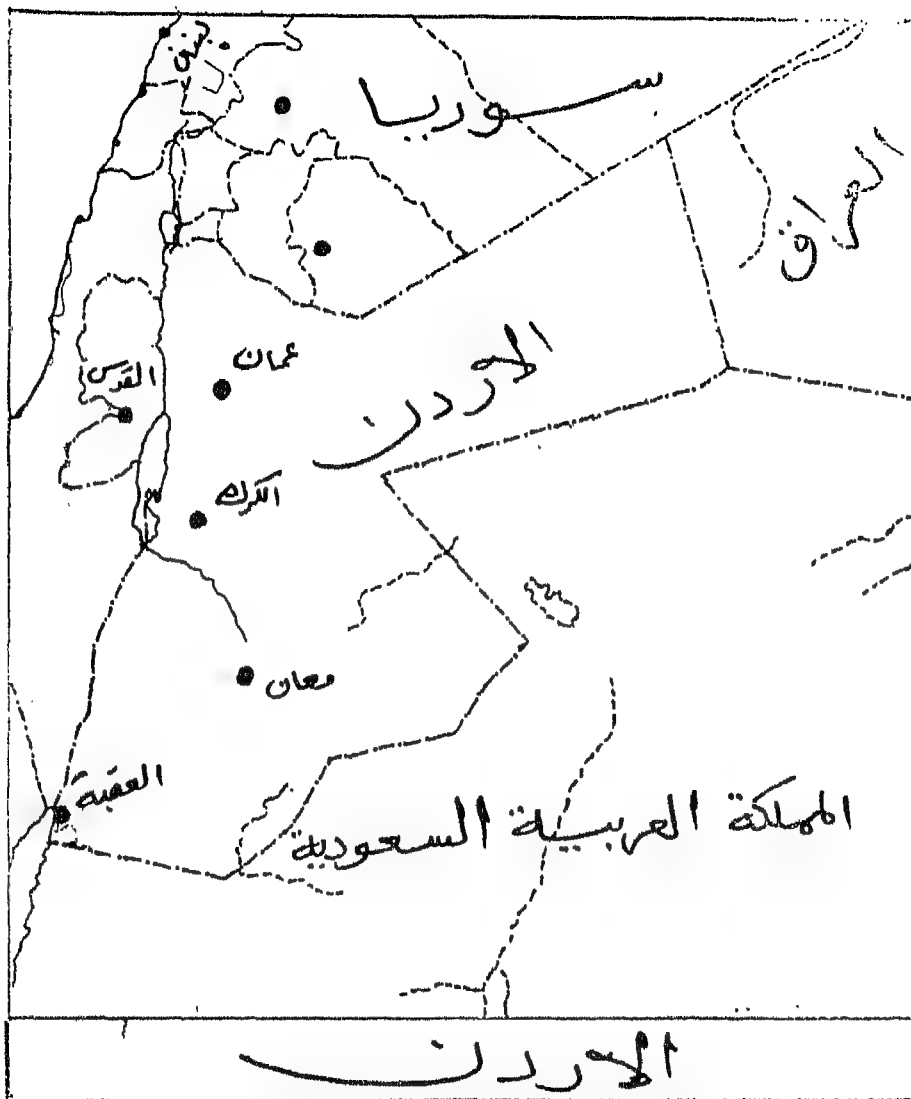 سوريا
العراق
الاردن
عمان
القدس
الكرك
معان
العقبة
المملكة العربية السعودية
الاردن